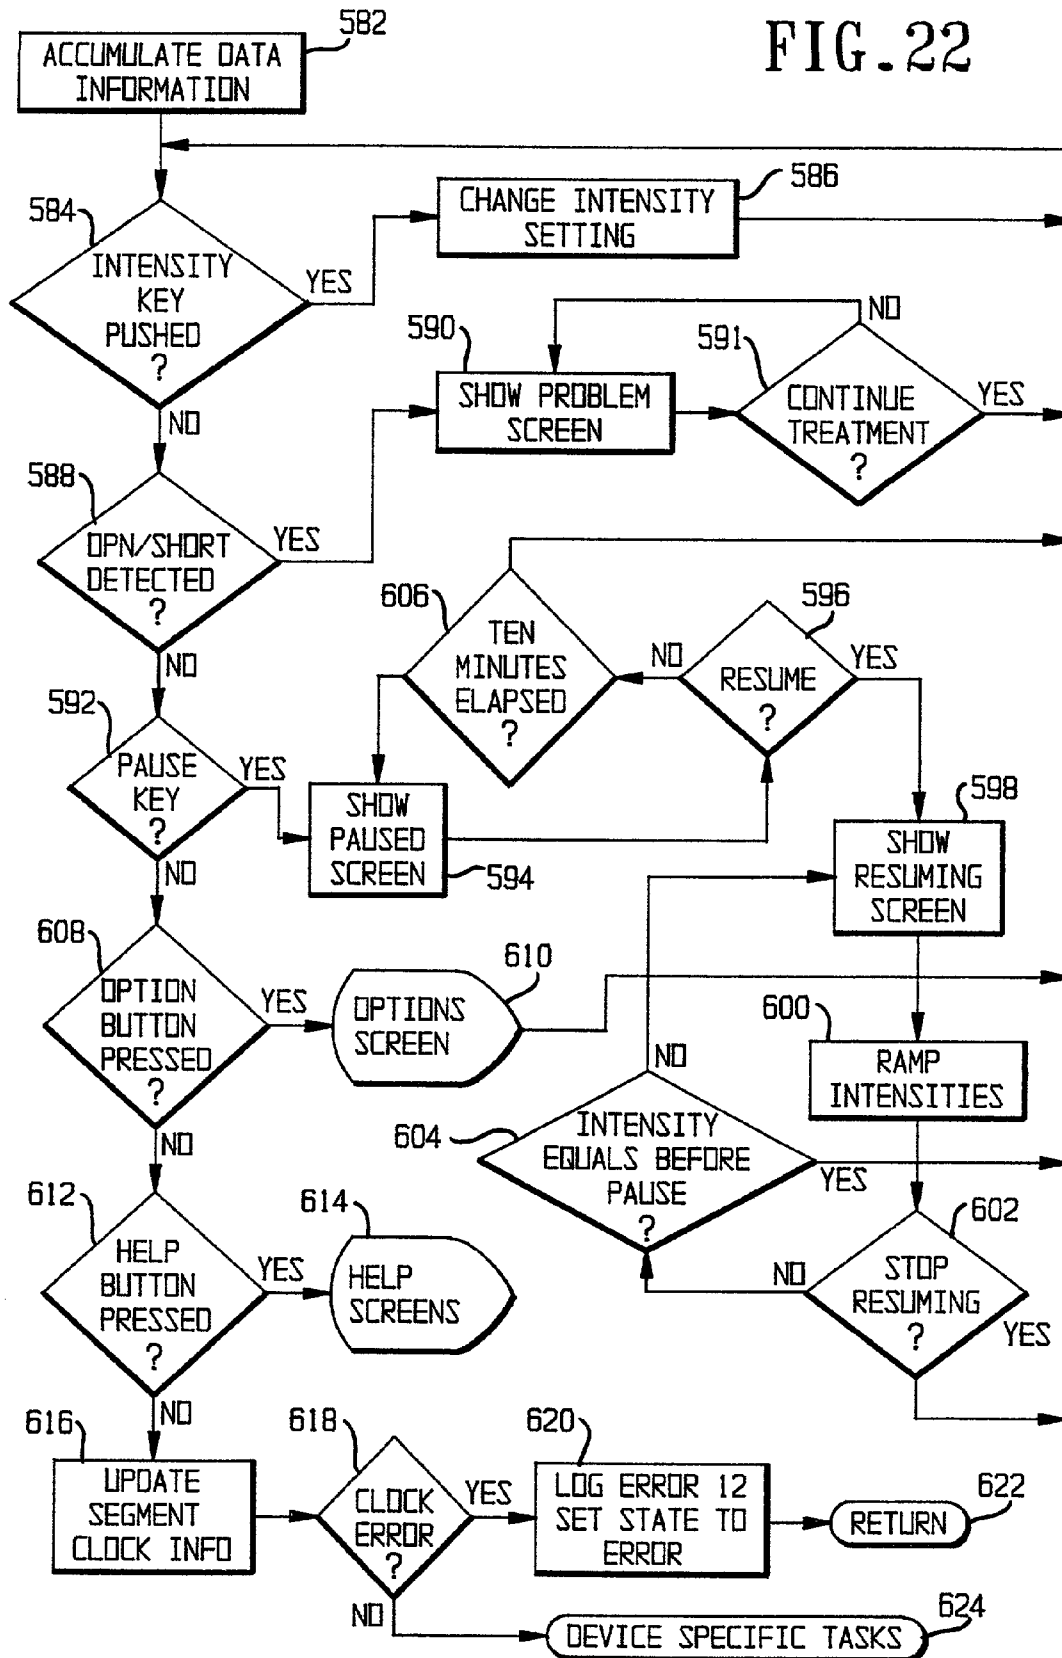 FIG.22
582
ACCUMULATE DATA
INFORMATION
584
INTENSITY
KEY
PUSHED
?
YES
NO
586
CHANGE INTENSITY
SETTING
588
OPN/SHORT
DETECTED
?
YES
NO
590
SHOW PROBLEM
SCREEN
591
CONTINUE
TREATMENT
?
NO
YES
592
PAUSE
KEY
?
YES
NO
SHOW
PAUSED
SCREEN
594
606
TEN
MINUTES
ELAPSED
?
596
RESUME
?
NO
YES
598
SHOW
RESUMING
SCREEN
600
RAMP
INTENSITIES
602
STOP
RESUMING
?
NO
YES
604
INTENSITY
EQUALS BEFORE
PAUSE
?
NO
YES
608
OPTION
BUTTON
PRESSED
?
YES
NO
610
OPTIONS
SCREEN
612
HELP
BUTTON
PRESSED
?
YES
NO
614
HELP
SCREENS
616
UPDATE
SEGMENT
CLOCK INFO
618
CLOCK
ERROR
?
YES
NO
620
LOG ERROR 12
SET STATE TO
ERROR
622
RETURN
624
DEVICE SPECIFIC TASKS